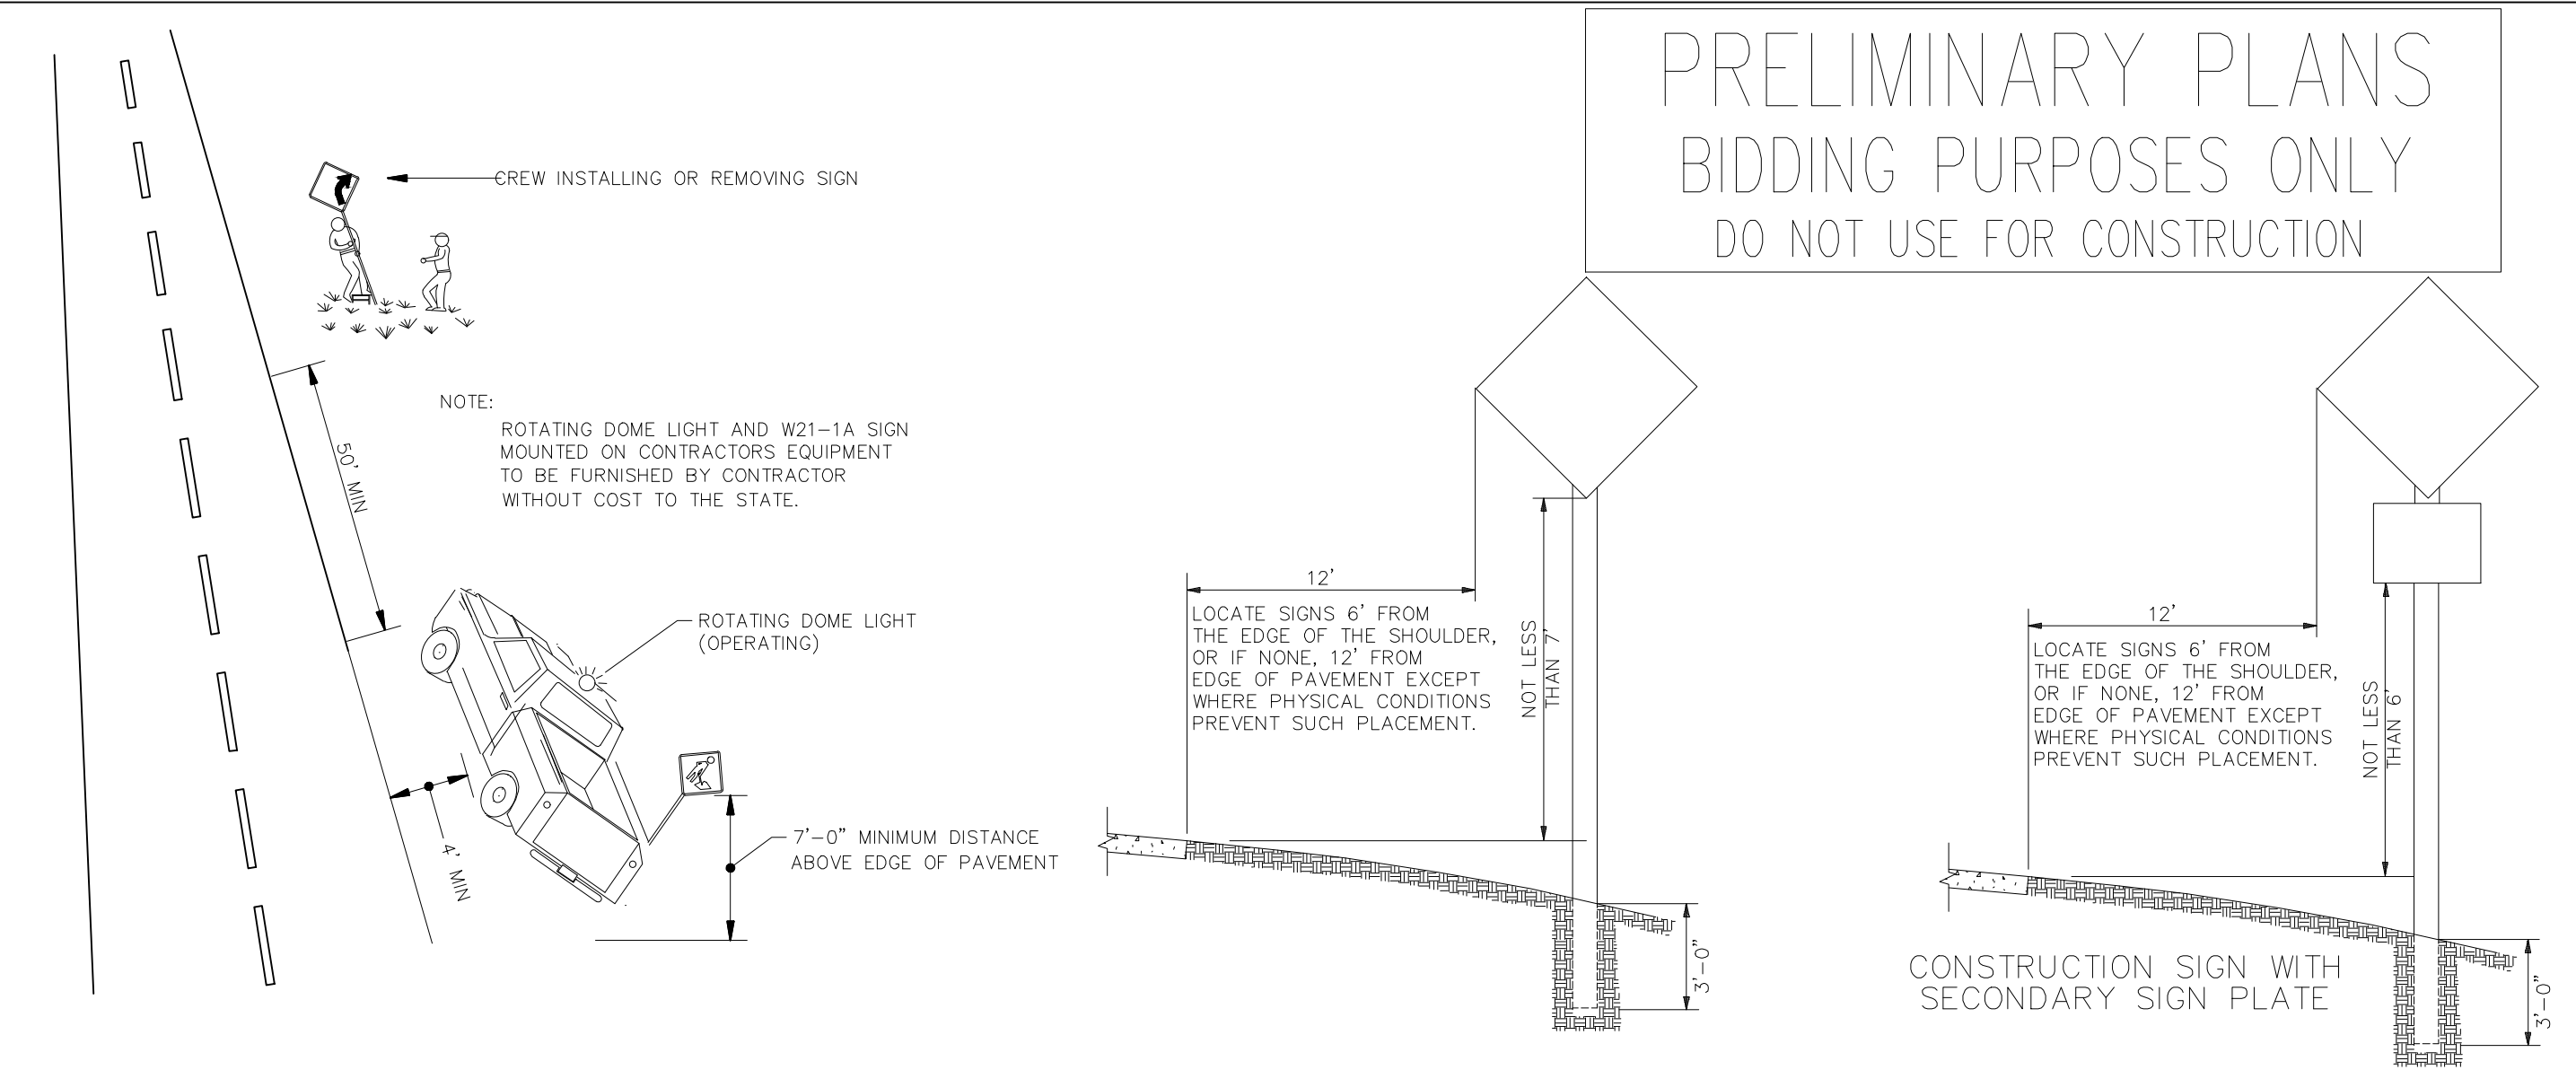 PRELIMINARY PLANS
BIDDING PURPOSES ONLY
DO NOT USE FOR CONSTRUCTION
CREW INSTALLING OR REMOVING SIGN
NOTE:
ROTATING DOME LIGHT AND W21-1A SIGN
MOUNTED ON CONTRACTORS EQUIPMENT
TO BE FURNISHED BY CONTRACTOR
WITHOUT COST TO THE STATE.
50' MIN
ROTATING DOME LIGHT
(OPERATING)
4' MIN
7'-0" MINIMUM DISTANCE
ABOVE EDGE OF PAVEMENT
12'
LOCATE SIGNS 6' FROM
THE EDGE OF THE SHOULDER,
OR IF NONE, 12' FROM
EDGE OF PAVEMENT EXCEPT
WHERE PHYSICAL CONDITIONS
PREVENT SUCH PLACEMENT.
NOT LESS
THAN 7'
3'-0"
12'
LOCATE SIGNS 6' FROM
THE EDGE OF THE SHOULDER,
OR IF NONE, 12' FROM
EDGE OF PAVEMENT EXCEPT
WHERE PHYSICAL CONDITIONS
PREVENT SUCH PLACEMENT.
NOT LESS
THAN 6'
3'-0"
CONSTRUCTION SIGN WITH
SECONDARY SIGN PLATE